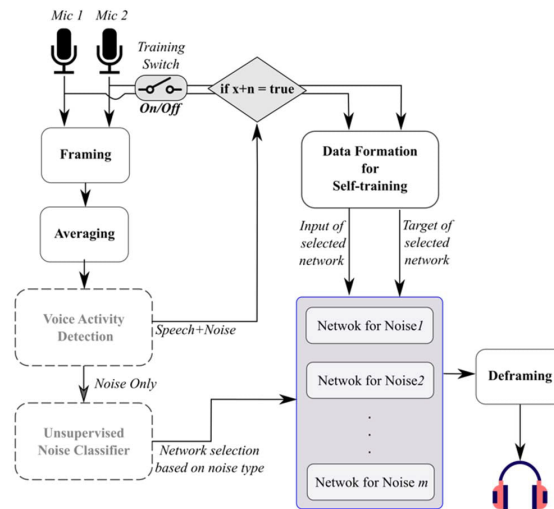 Mic 1
Mic 2
Training
Switch
On/Off
if x+n = true
Framing
Data Formation
for
Self-training
Averaging
Input of
selected
network
Target of
selected
network
Voice Activity
Detection
Speech+Noise
Netwok for Noise1
Noise Only
Netwok for Noise2
Deframing
Unsupervised
Noise Classifier
Network selection
based on noise type
.
.
.
Netwok for Noise m